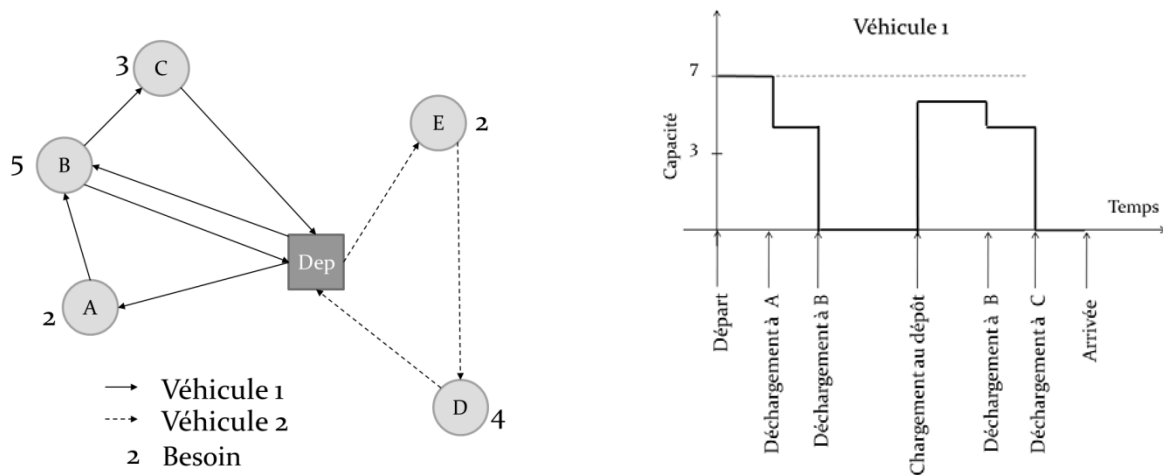 3
C
E
2
5
B
Dep
A
2
D
4
Véhicule 1
Véhicule 2
2 Besoin
Véhicule 1
7
3
Capacité
Temps
Départ
Déchargement à A
Déchargement à B
Chargement au dépôt
Déchargement à B
Déchargement à C
Arrivée